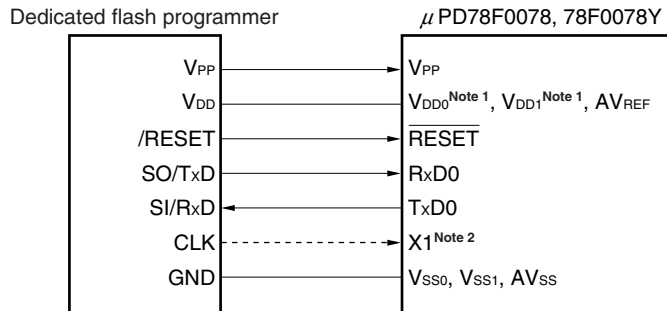 Dedicated flash programmer μPD78F0078, 78F0078Y
VPP VPP
VDD VDD0Note 1, VDD1Note 1, AVREF
/RESET RESET
SO/TxD RxD0
SI/RxD TxD0
CLK X1Note 2
GND VSS0, VSS1, AVSS